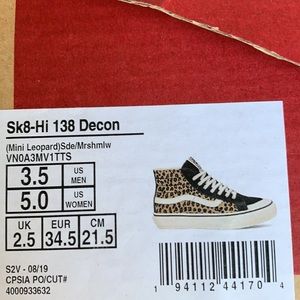 Sk8-Hi 138 Decon
(Mini Leopard)Sde/Mrshmlw
VN0A3MV1TTS
3.5 US MEN
5.0 US WOMEN
UK EUR CM
2.5 34.5 21.5
S2V - 08/19
CPSIA PO/CUT#
4000933632
1 94112 44170 4